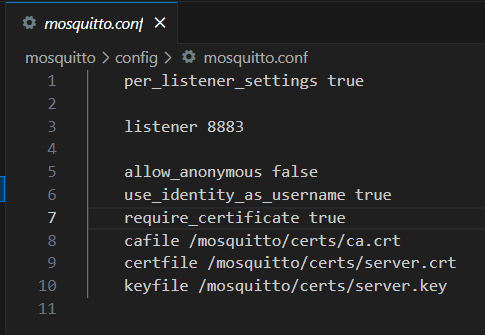 mosquitto.conf ×
mosquitto > config > mosquitto.conf
1 per_listener_settings true
2
3 listener 8883
4
5 allow_anonymous false
6 use_identity_as_username true
7 require_certificate true
8 cafile /mosquitto/certs/ca.crt
9 certfile /mosquitto/certs/server.crt
10 keyfile /mosquitto/certs/server.key
11